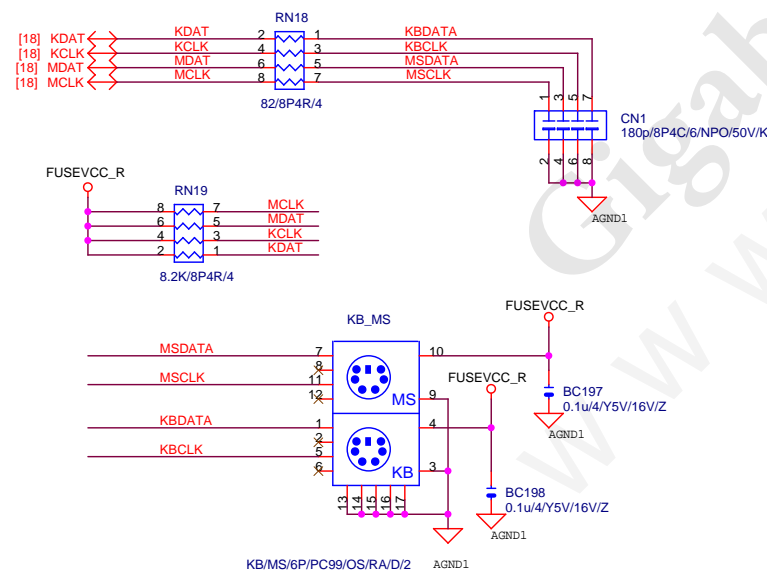 RN18
[18] KDAT KDAT 2 1 KBDATA
[18] KCLK KCLK 4 3 KBCLK
[18] MDAT MDAT 6 5 MSDATA
[18] MCLK MCLK 8 7 MSCLK
82/8P4R/4
1 3 5 7
CN1
180p/8P4C/6/NPO/50V/K
2 4 6 8
AGND1
FUSEVCC_R
RN19
8 7 MCLK
6 5 MDAT
4 3 KCLK
2 1 KDAT
8.2K/8P4R/4
Gigab
W W
FUSEVCC_R
KB_MS
MSDATA 7 10
8
MSCLK 11
12 MS 9
FUSEVCC_R
BC197
0.1u/4/Y5V/16V/Z
AGND1
KBDATA 1 4
2
KBCLK 5
6 KB 3
13 14 15 16 17
BC198
0.1u/4/Y5V/16V/Z
AGND1
KB/MS/6P/PC99/OS/RA/D/2 AGND1